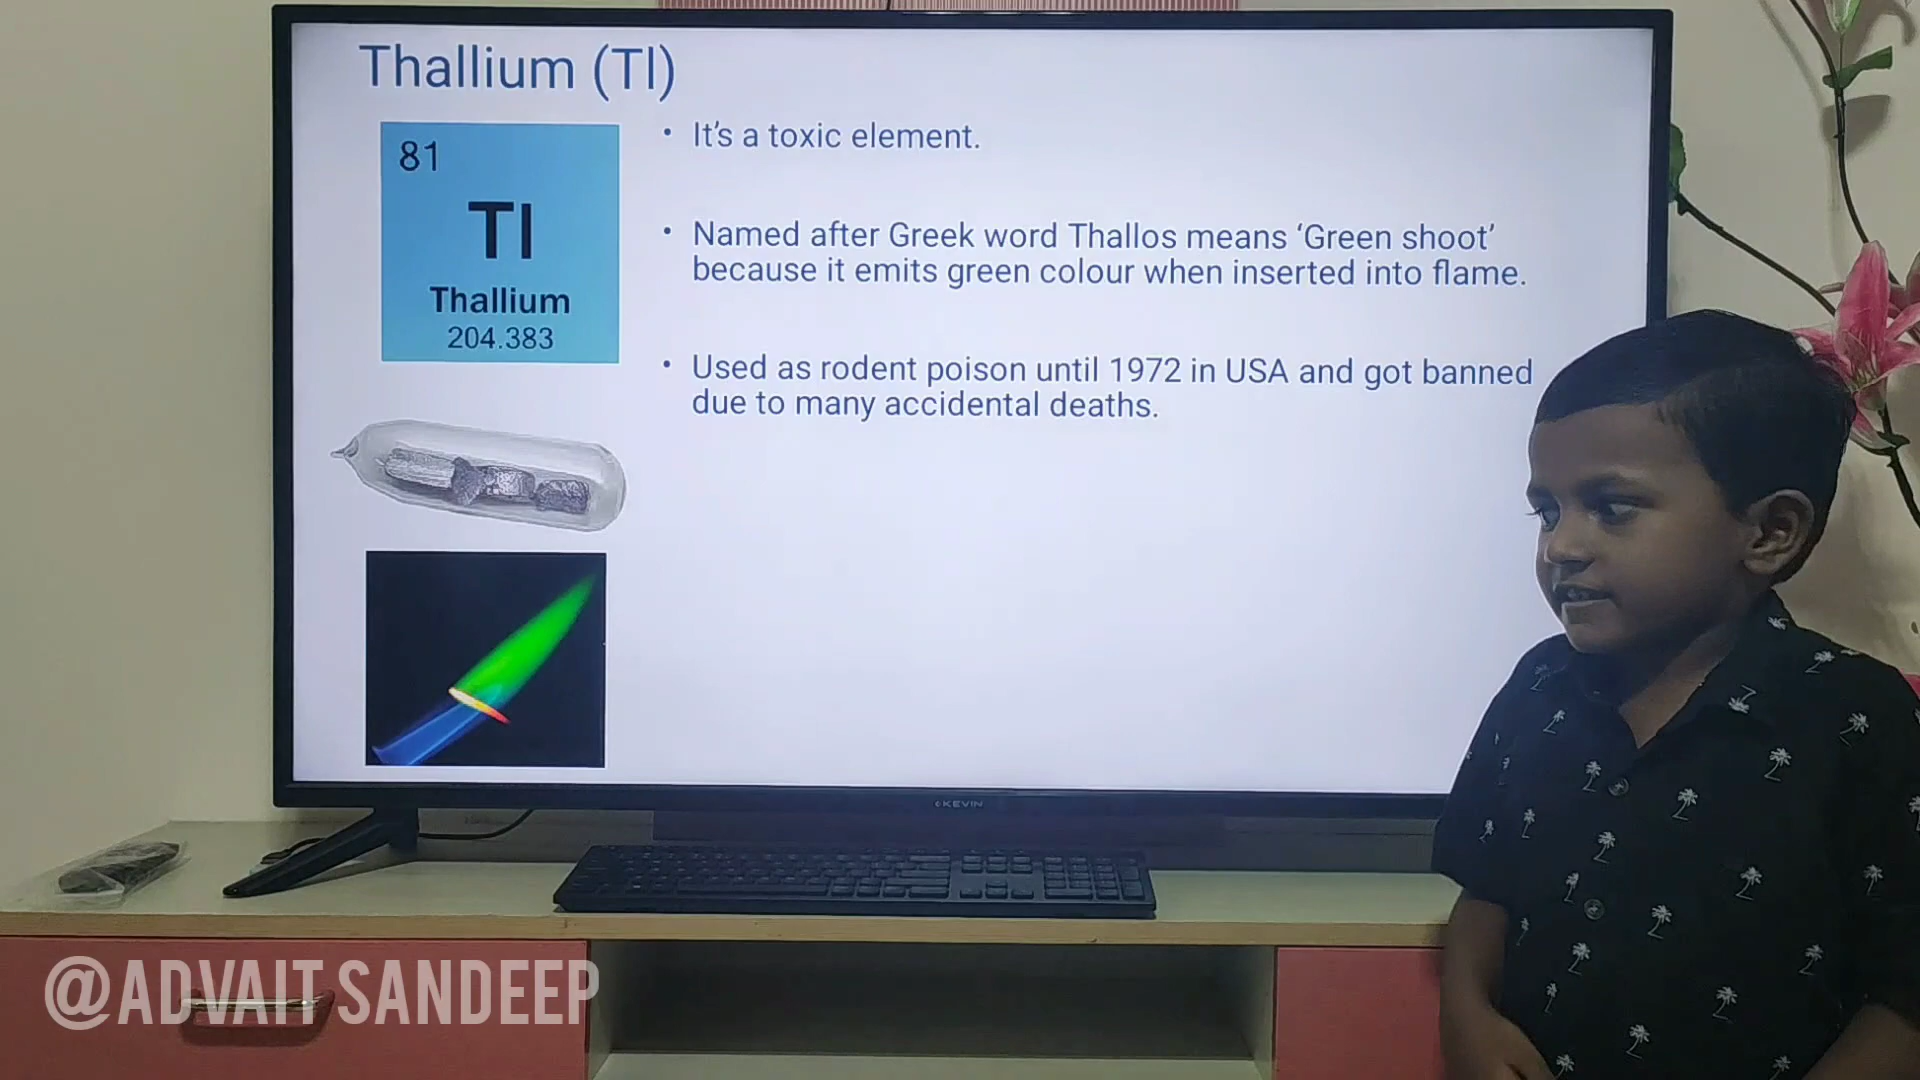 Thallium (Tl)
81
Tl
Thallium
204.383
• It’s a toxic element.
• Named after Greek word Thallos means ‘Green shoot’
because it emits green colour when inserted into flame.
• Used as rodent poison until 1972 in USA and got banned
due to many accidental deaths.
KEVIN
@ADVAIT SANDEEP